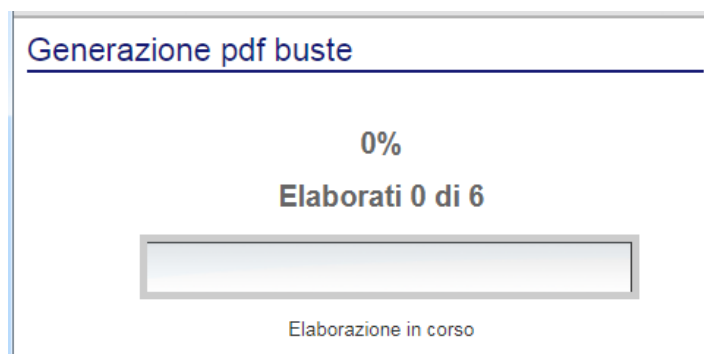 Generazione pdf buste
0%
Elaborati 0 di 6
Elaborazione in corso